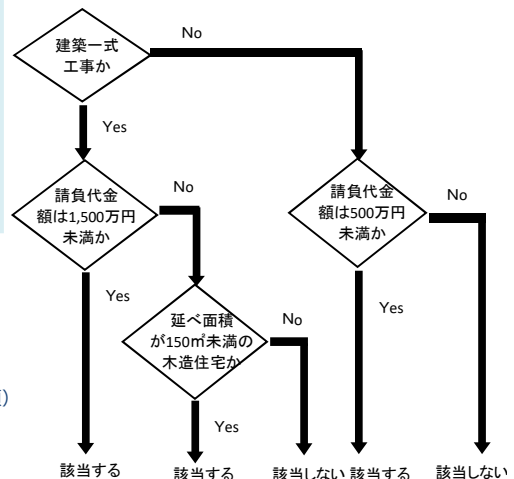 建築一式
工事か
No
Yes
請負代金
額は1,500万円
未満か
No
請負代金
額は500万円
未満か
No
Yes
延べ面積
が150㎡未満の
木造住宅か
No
Yes
Yes
)
該当する
該当する
該当しない
該当する
該当しない